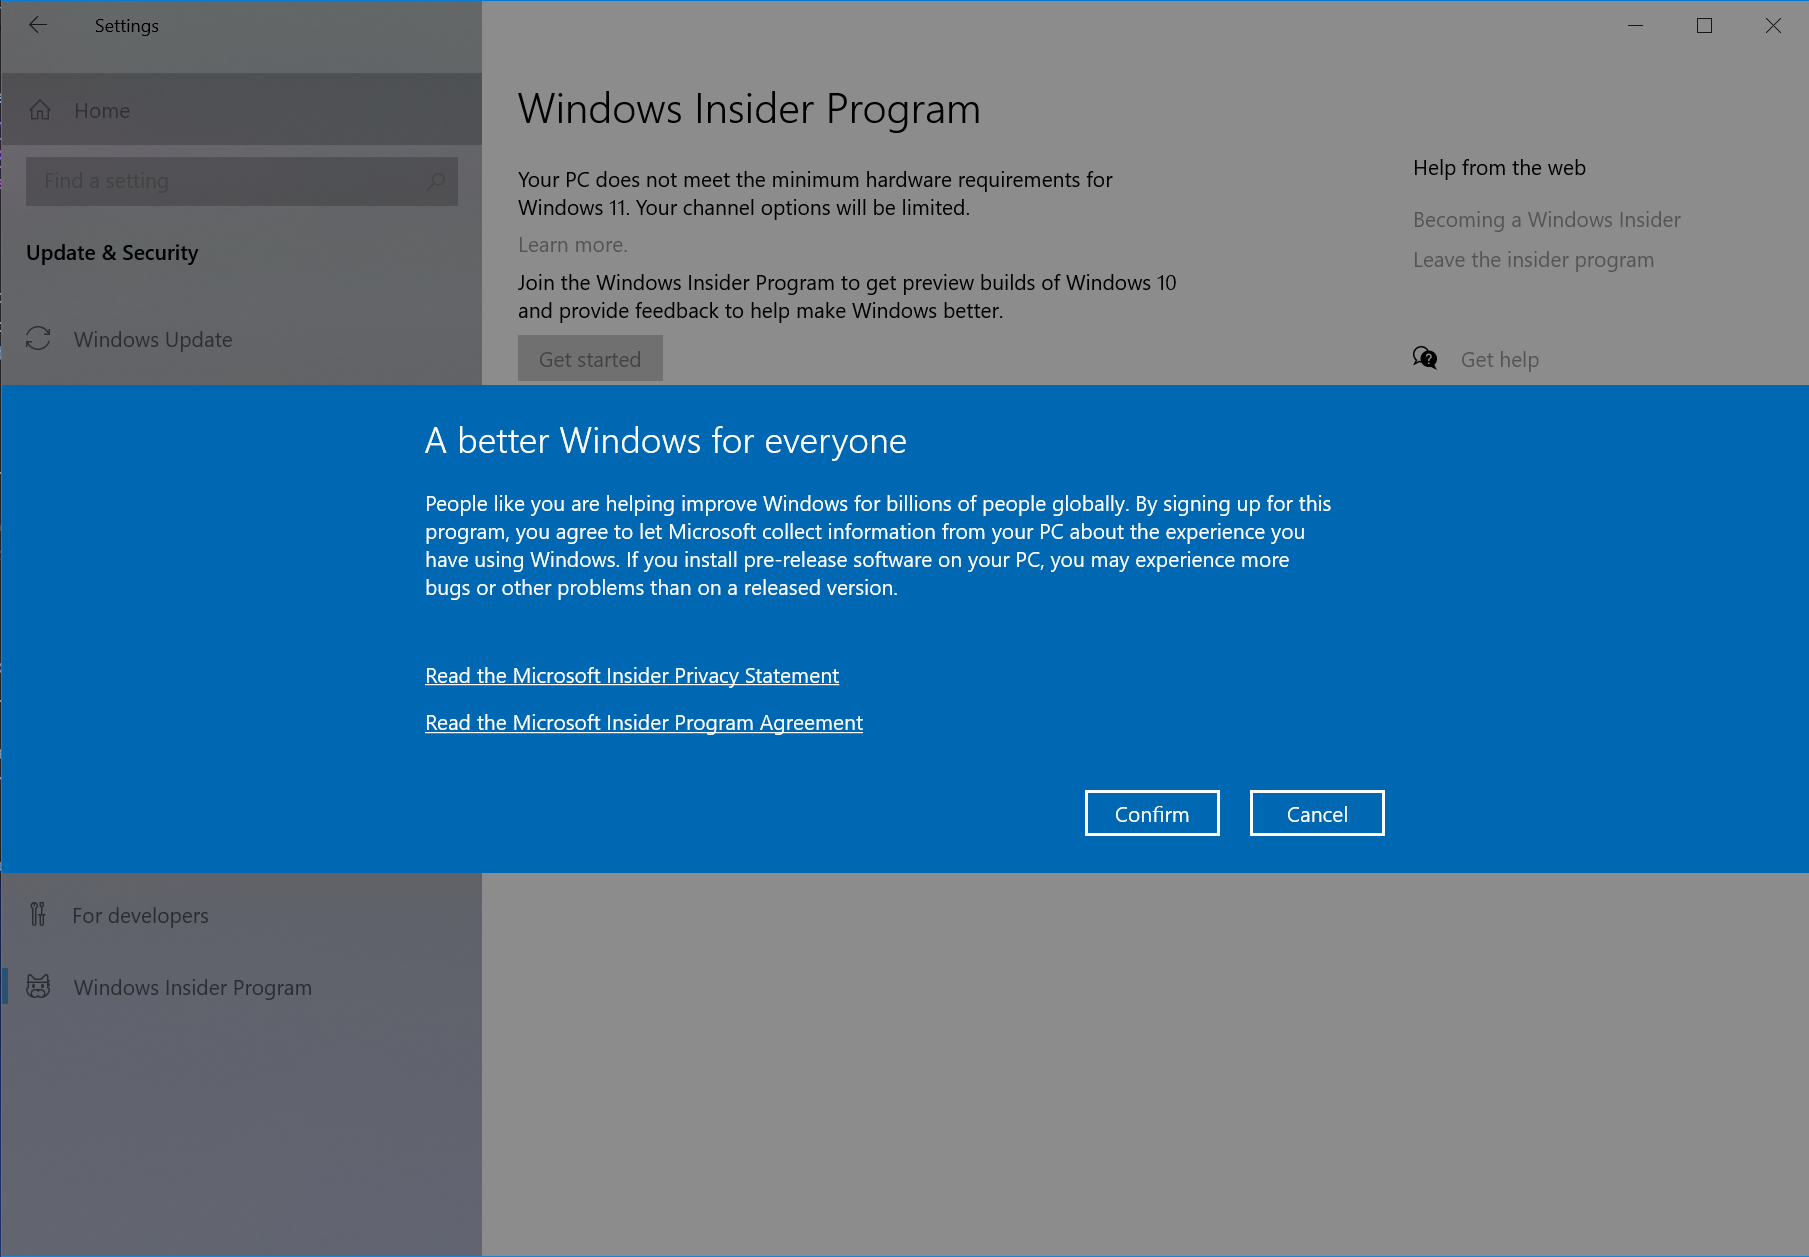 Settings
Home
Find a setting
Update & Security
Windows Update
Windows Insider Program
Your PC does not meet the minimum hardware requirements for
Windows 11. Your channel options will be limited.
Learn more.
Join the Windows Insider Program to get preview builds of Windows 10
and provide feedback to help make Windows better.
Get started
Help from the web
Becoming a Windows Insider
Leave the insider program
Get help
A better Windows for everyone
People like you are helping improve Windows for billions of people globally. By signing up for this
program, you agree to let Microsoft collect information from your PC about the experience you
have using Windows. If you install pre-release software on your PC, you may experience more
bugs or other problems than on a released version.
Read the Microsoft Insider Privacy Statement
Read the Microsoft Insider Program Agreement
Confirm
Cancel
For developers
Windows Insider Program